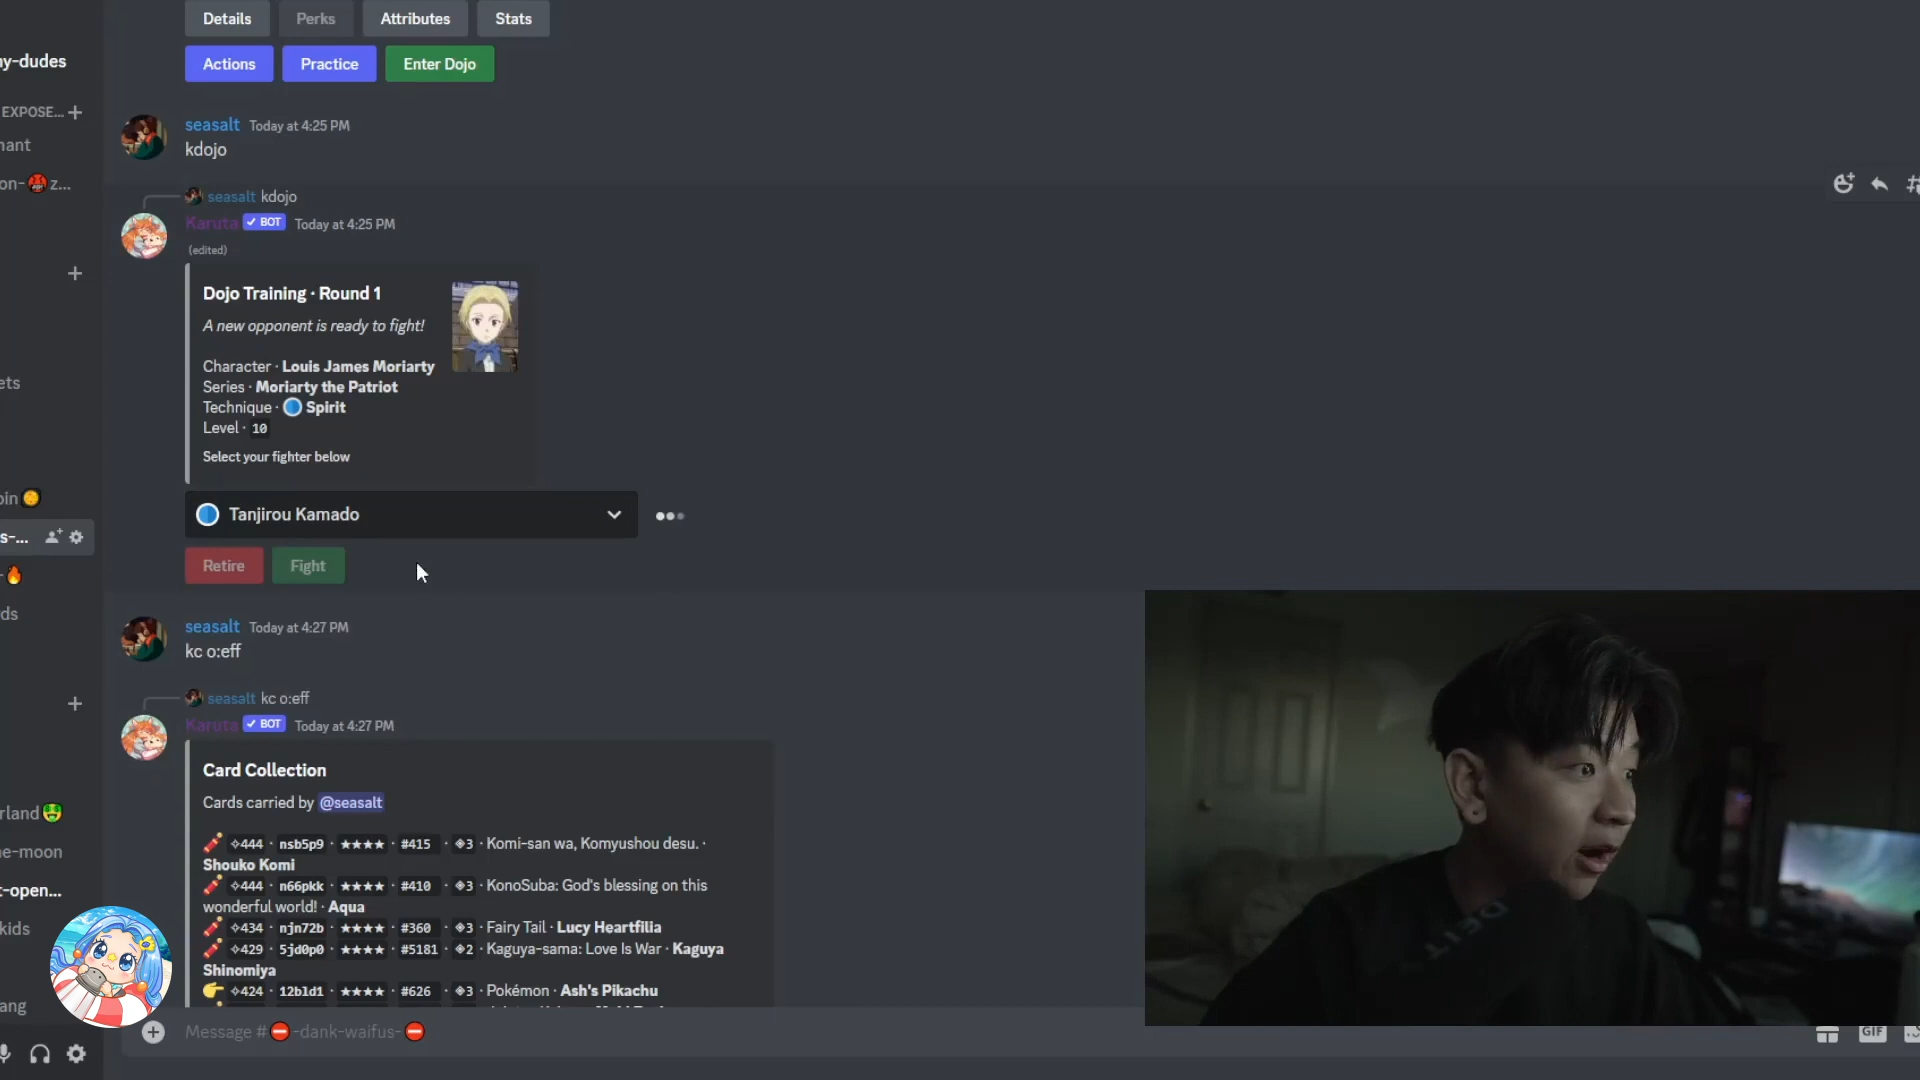 Details Perks Attributes Stats
Actions Practice Enter Dojo
ny-dudes
EXPOSE...
nant
on- z...
ets
oin
s-...
ds
rland
ne-moon
t-open...
kids
ang
seasalt Today at 4:25 PM
kdojo
seasalt kdojo
Karuta ✓ BOT Today at 4:25 PM
(edited)
Dojo Training · Round 1
A new opponent is ready to fight!
Character · Louis James Moriarty
Series · Moriarty the Patriot
Technique · Spirit
Level · 10
Select your fighter below
Tanjirou Kamado
Retire Fight
seasalt Today at 4:27 PM
kc o:eff
seasalt kc o:eff
Karuta ✓ BOT Today at 4:27 PM
Card Collection
Cards carried by @seasalt
✧444 · nsb5p9 · ★★★★ · #415 · ◈3 · Komi-san wa, Komyushou desu. ·
Shouko Komi
✧444 · n66pkk · ★★★★ · #410 · ◈3 · KonoSuba: God's blessing on this
wonderful world! · Aqua
✧434 · njn72b · ★★★★ · #360 · ◈3 · Fairy Tail · Lucy Heartfilia
✧429 · 5jd0p0 · ★★★★ · #5181 · ◈2 · Kaguya-sama: Love Is War · Kaguya
Shinomiya
✧424 · 12bld1 · ★★★★ · #626 · ◈3 · Pokémon · Ash's Pikachu
Message #⛔-dank-waifus-⛔
GIF